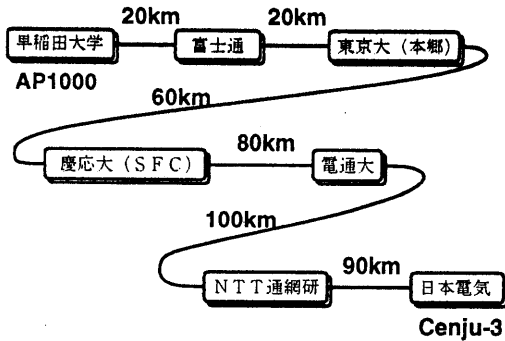 20km 20km
早稲田大学 富士通 東京大(本郷)
AP1000
60km
慶応大(SFC) 80km 電通大
100km
NTT通網研 90km 日本電気
Cenju-3